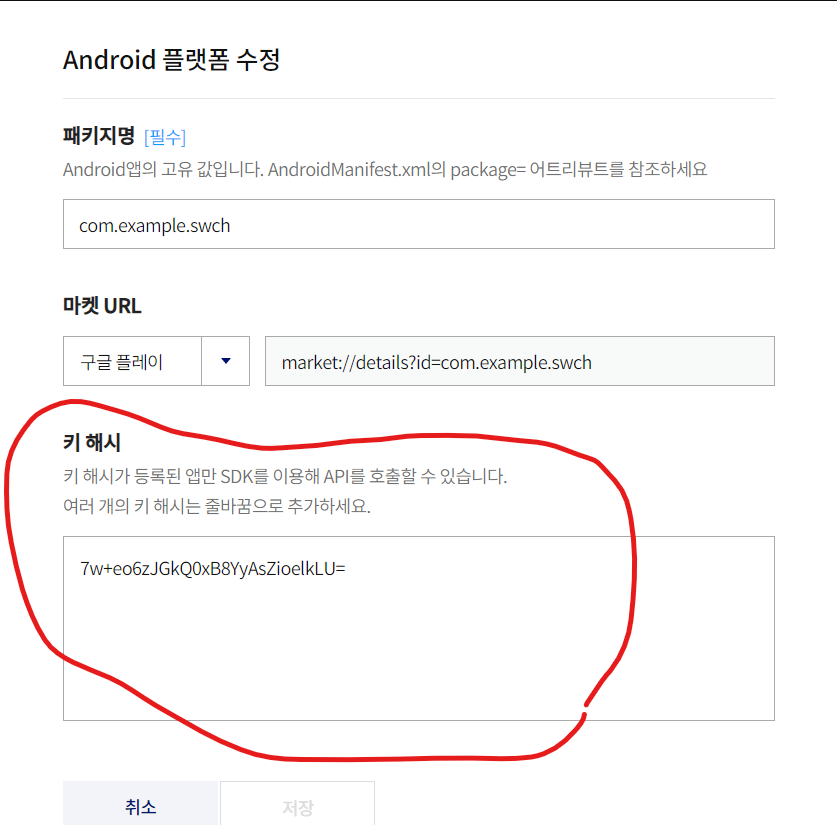 Android 플랫폼 수정
패키지명 [필수]
Android앱의 고유 값입니다. AndroidManifest.xml의 package= 어트리뷰트를 참조하세요
com.example.swch
마켓 URL
구글 플레이 market://details?id=com.example.swch
키 해시
키 해시가 등록된 앱만 SDK를 이용해 API를 호출할 수 있습니다.
여러 개의 키 해시는 줄바꿈으로 추가하세요.
7w+eo6zJGkQ0xB8YyAsZioelkLU=
취소 저장